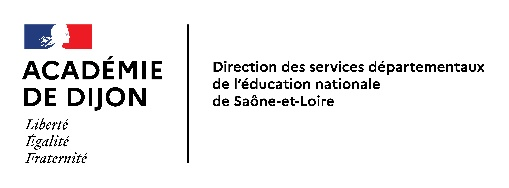 ACADÉMIE
DE DIJON
Liberté
Égalité
Fraternité
Direction des services départementaux
de l'éducation nationale
de Saône-et-Loire